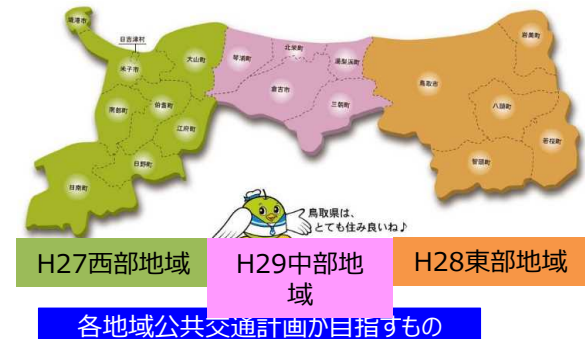 境港市
日吉津村
米子市
大山町
琴浦町
北栄町
湯梨浜町
岩美町
鳥取市
南部町
伯耆町
倉吉市
八頭町
江府町
三朝町
若桜町
日野町
智頭町
日南町
鳥取県は、
とても住み良いね♪
H27西部地域
H29中部地
域
H28東部地域
各地域公共交通計画が目指すもの